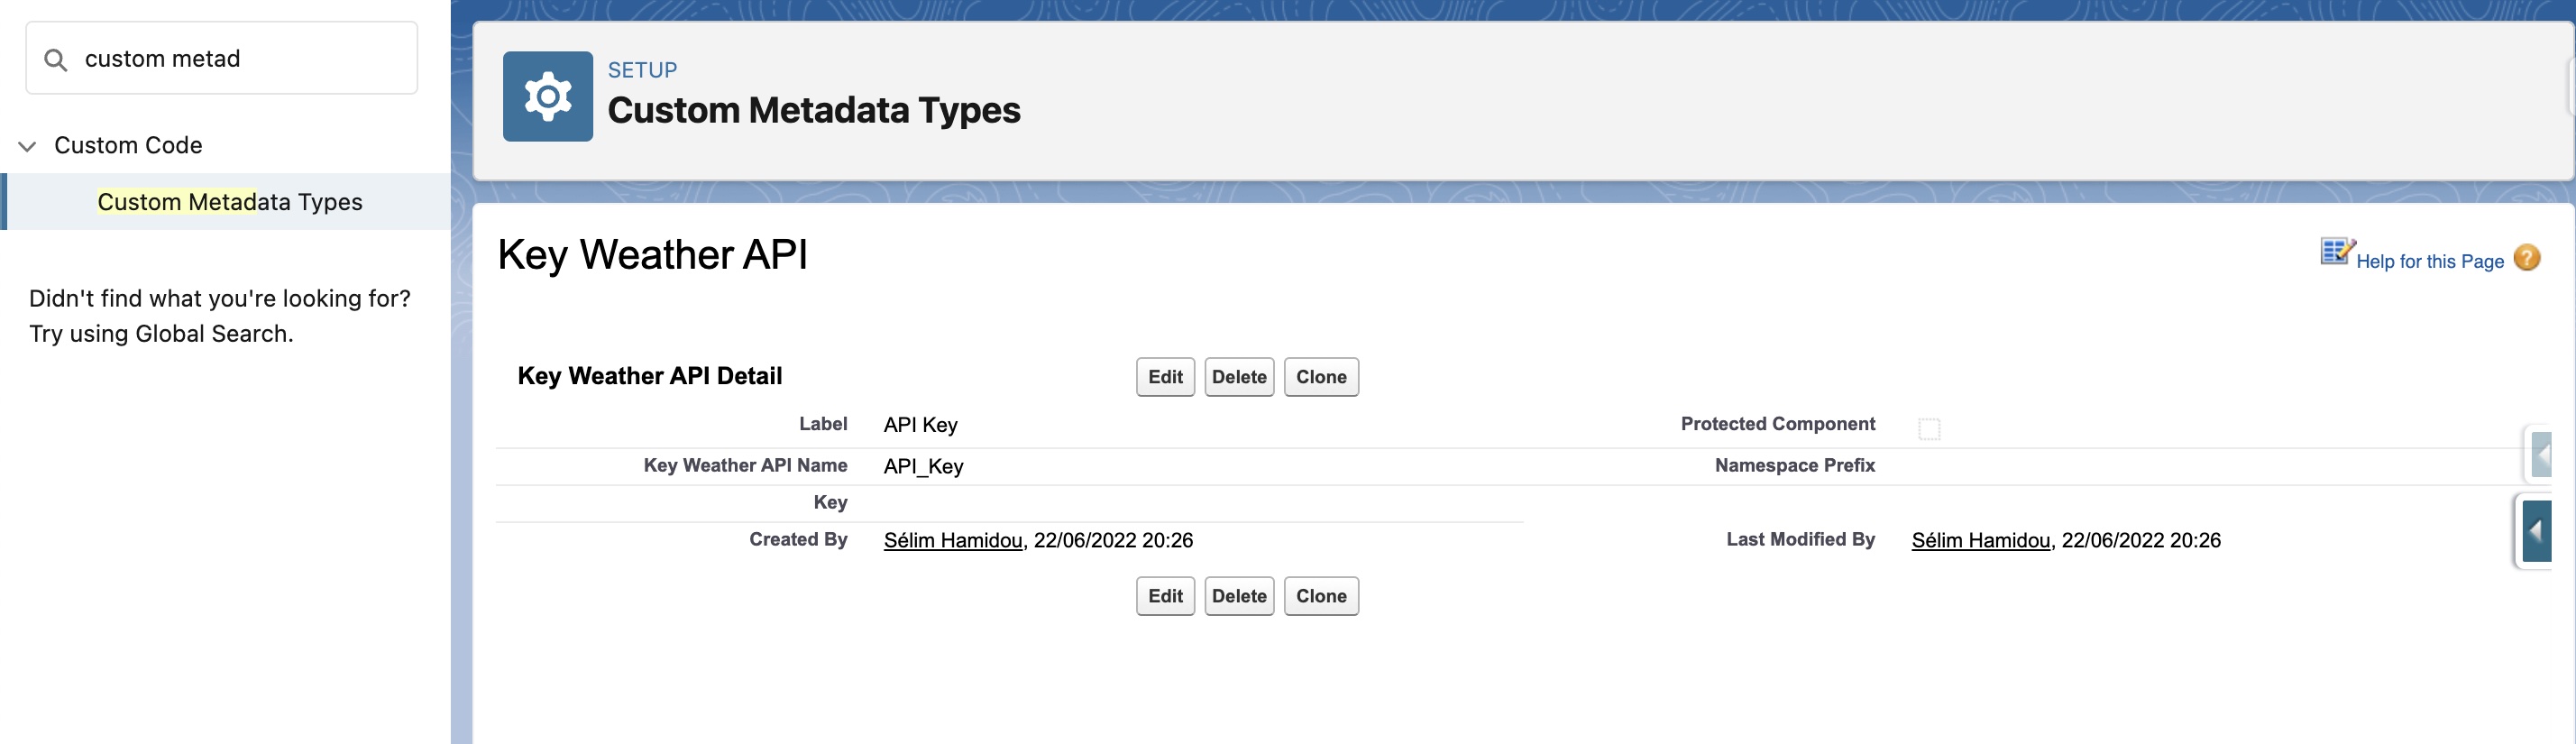 custom metad
Custom Code
Custom Metadata Types
Didn't find what you're looking for?
Try using Global Search.
SETUP
Custom Metadata Types
Key Weather API
Help for this Page ?
Key Weather API Detail
Edit Delete Clone
Label API Key Protected Component
Key Weather API Name API_Key Namespace Prefix
Key
Created By Sélim Hamidou, 22/06/2022 20:26 Last Modified By Sélim Hamidou, 22/06/2022 20:26
Edit Delete Clone